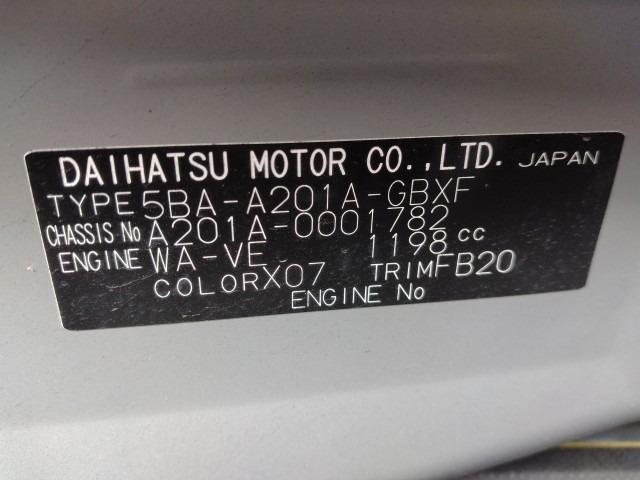 DAIHATSU MOTOR CO.,LTD. JAPAN
TYPE 5BA-A201A-GBXF
CHASSIS No A201A-0001782
ENGINE WA-VE 1198 cc
COLOR X07 TRIM FB20
ENGINE No